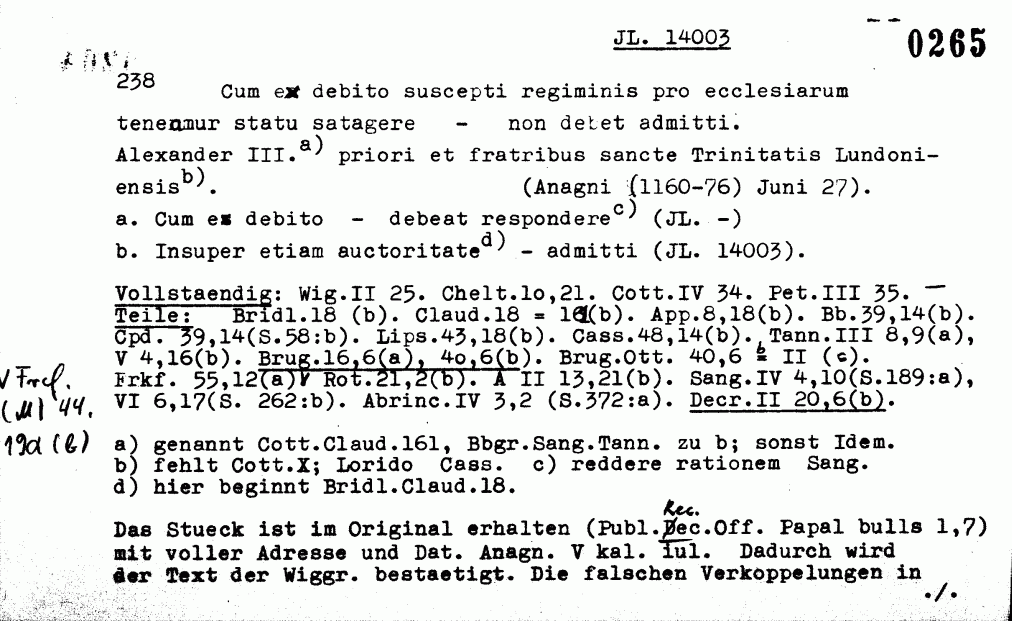 JL. 14003
0265
238
Cum ex debito suscepti regiminis pro ecclesiarum
tenemur statu satagere - non debet admitti.
Alexander III.a) priori et fratribus sancte Trinitatis Lundoni-
ensisb). (Anagni (1160-76) Juni 27).
a. Cum ex debito - debeat responderec) (JL. -)
b. Insuper etiam auctoritated) - admitti (JL. 14003).
Vollstaendig: Wig.II 25. Chelt.lo,21. Cott.IV 34. Pet.III 35. -
Teile: Bridl.18 (b). Claud.18 = 161(b). App.8,18(b). Bb.39,14(b).
Cpd. 39,14(S.58:b). Lips.43,18(b). Cass.48,14(b). Tann.III 8,9(a),
V 4,16(b). Brug.16,6(a), 4o,6(b). Brug.Ott. 40,6 = II (c).
Frkf. 55,12(a) Rot.21,2(b). A II 13,21(b). Sang.IV 4,10(S.189:a),
VI 6,17(S. 262:b). Abrinc.IV 3,2 (S.372:a). Decr.II 20,6(b).
44.
19a (b)
a) genannt Cott.Claud.161, Bbgr.Sang.Tann. zu b; sonst Idem.
b) fehlt Cott.X; Lorido Cass. c) reddere rationem Sang.
d) hier beginnt Bridl.Claud.18.
Rec.
Das Stueck ist im Original erhalten (Publ.Dec.Off. Papal bulls 1,7)
mit voller Adresse und Dat. Anagn. V kal. iul. Dadurch wird
der Text der Wiggr. bestaetigt. Die falschen Verkoppelungen in
./.